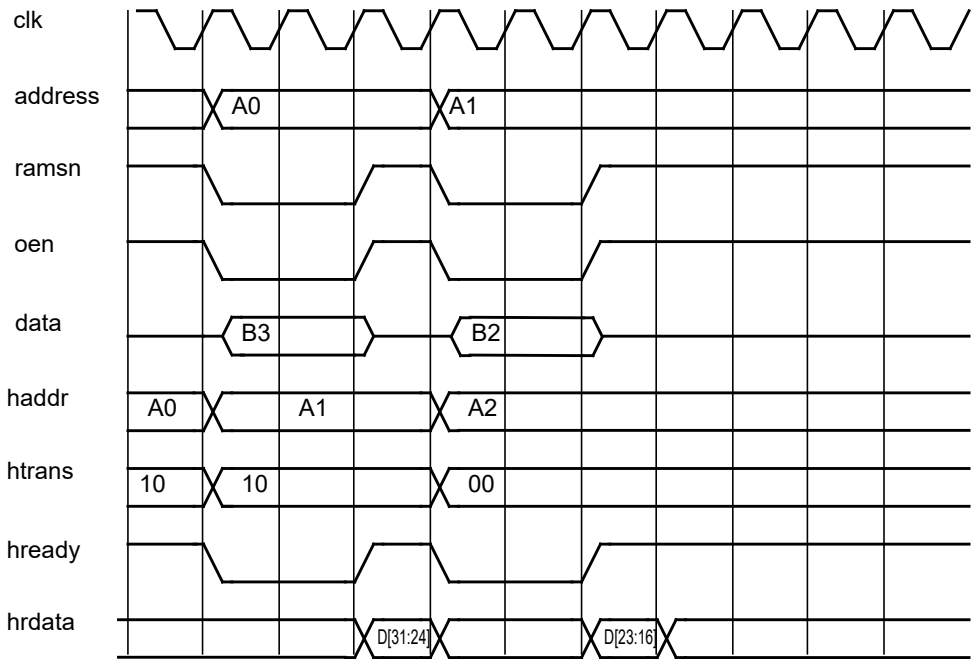 clk
address A0 A1
ramsn
oen
data B3 B2
haddr A0 A1 A2
htrans 10 10 00
hready
hrdata D[31:24] D[23:16]